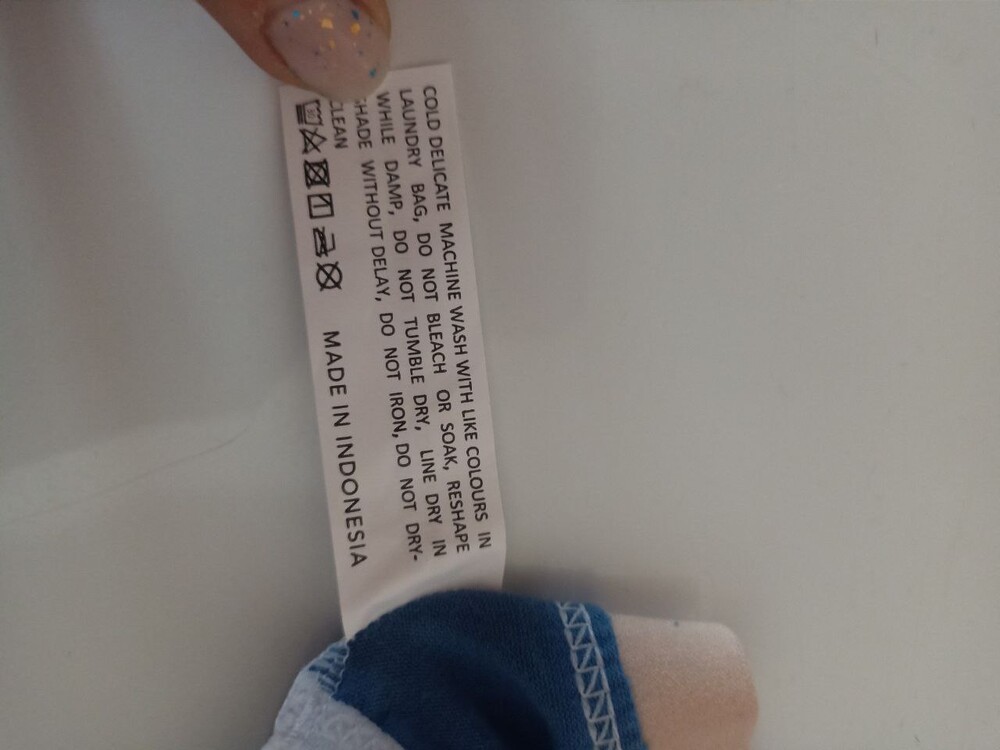 COLD DELICATE MACHINE WASH WITH LIKE COLOURS IN
LAUNDRY BAG, DO NOT BLEACH OR SOAK, RESHAPE
WHILE DAMP, DO NOT TUMBLE DRY, LINE DRY IN
SHADE WITHOUT DELAY, DO NOT IRON, DO NOT DRY-
CLEAN
MADE IN INDONESIA